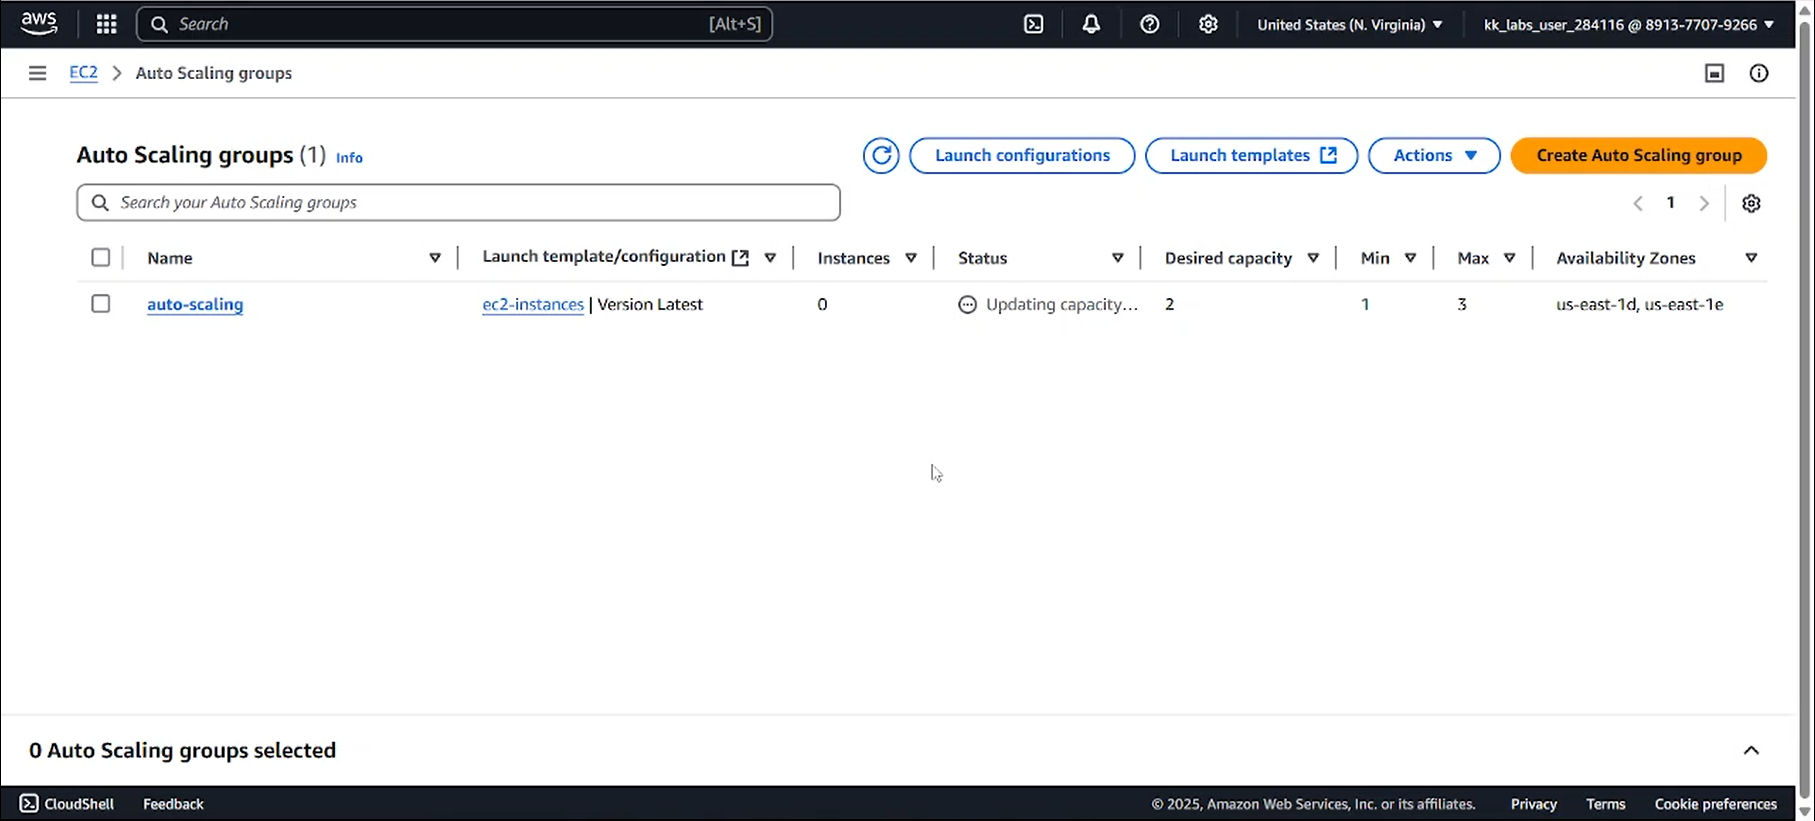 aws Search [Alt+S] United States (N. Virginia) kk_labs_user_284116 @ 8913-7707-9266
EC2 > Auto Scaling groups
Auto Scaling groups (1) Info Launch configurations Launch templates Actions Create Auto Scaling group
Search your Auto Scaling groups 1
Name Launch template/configuration Instances Status Desired capacity Min Max Availability Zones
auto-scaling ec2-instances | Version Latest 0 Updating capacity... 2 1 3 us-east-1d, us-east-1e
0 Auto Scaling groups selected
CloudShell Feedback © 2025, Amazon Web Services, Inc. or its affiliates. Privacy Terms Cookie preferences